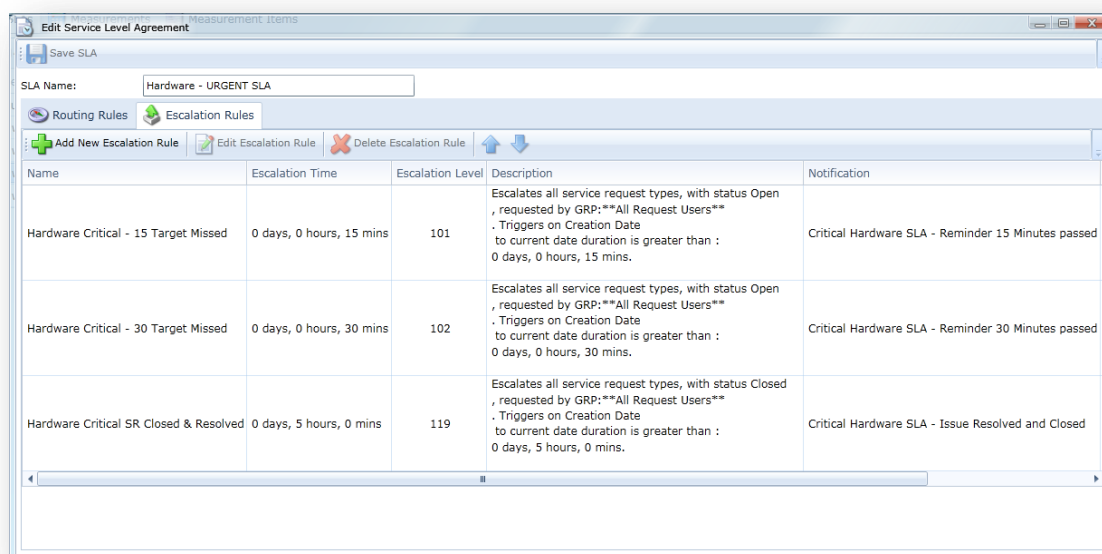 Measurements Measurement Items
Edit Service Level Agreement
Save SLA
SLA Name: Hardware - URGENT SLA
Routing Rules Escalation Rules
Add New Escalation Rule Edit Escalation Rule Delete Escalation Rule
Name Escalation Time Escalation Level Description Notification
Escalates all service request types, with status Open
, requested by GRP:**All Request Users**
Hardware Critical - 15 Target Missed 0 days, 0 hours, 15 mins 101 . Triggers on Creation Date Critical Hardware SLA - Reminder 15 Minutes passed
to current date duration is greater than :
0 days, 0 hours, 15 mins.
Escalates all service request types, with status Open
, requested by GRP:**All Request Users**
Hardware Critical - 30 Target Missed 0 days, 0 hours, 30 mins 102 . Triggers on Creation Date Critical Hardware SLA - Reminder 30 Minutes passed
to current date duration is greater than :
0 days, 0 hours, 30 mins.
Escalates all service request types, with status Closed
, requested by GRP:**All Request Users**
Hardware Critical SR Closed & Resolved 0 days, 5 hours, 0 mins 119 . Triggers on Creation Date Critical Hardware SLA - Issue Resolved and Closed
to current date duration is greater than :
0 days, 5 hours, 0 mins.